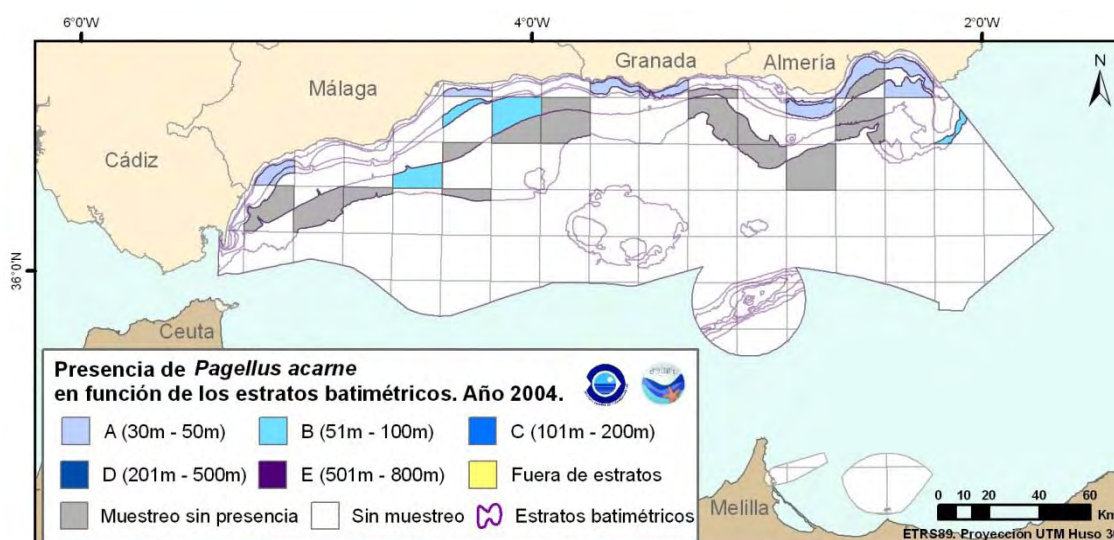 6°0'W 4°0'W 2°0'W
Granada Almería N
Málaga
Cádiz
36°0'N
Ceuta
Presencia de Pagellus acarne
en función de los estratos batimétricos. Año 2004.
A (30m - 50m) B (51m - 100m) C (101m - 200m)
D (201m - 500m) E (501m - 800m) Fuera de estratos
Muestreo sin presencia Sin muestreo Estratos batimétricos
Melilla
0 10 20 40 60
Km
ETRS89. Proyección UTM Huso 3